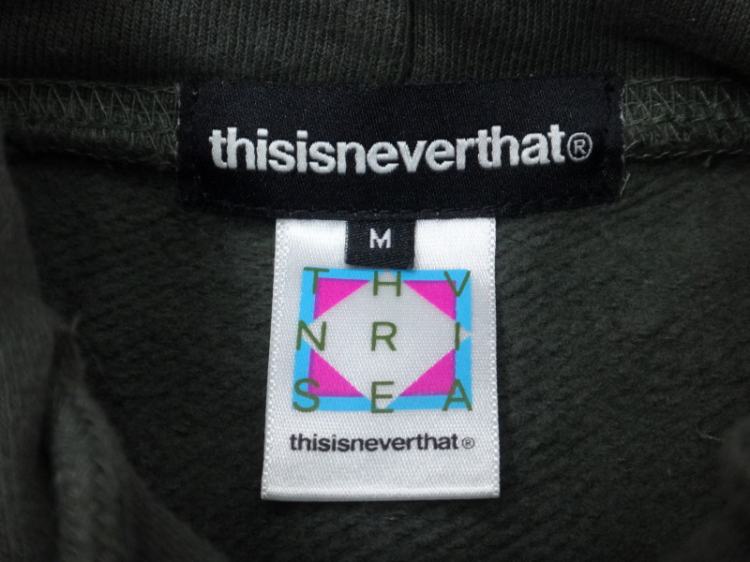 thisisneverthat®
M
T H V
N R I
S E A
thisisneverthat®